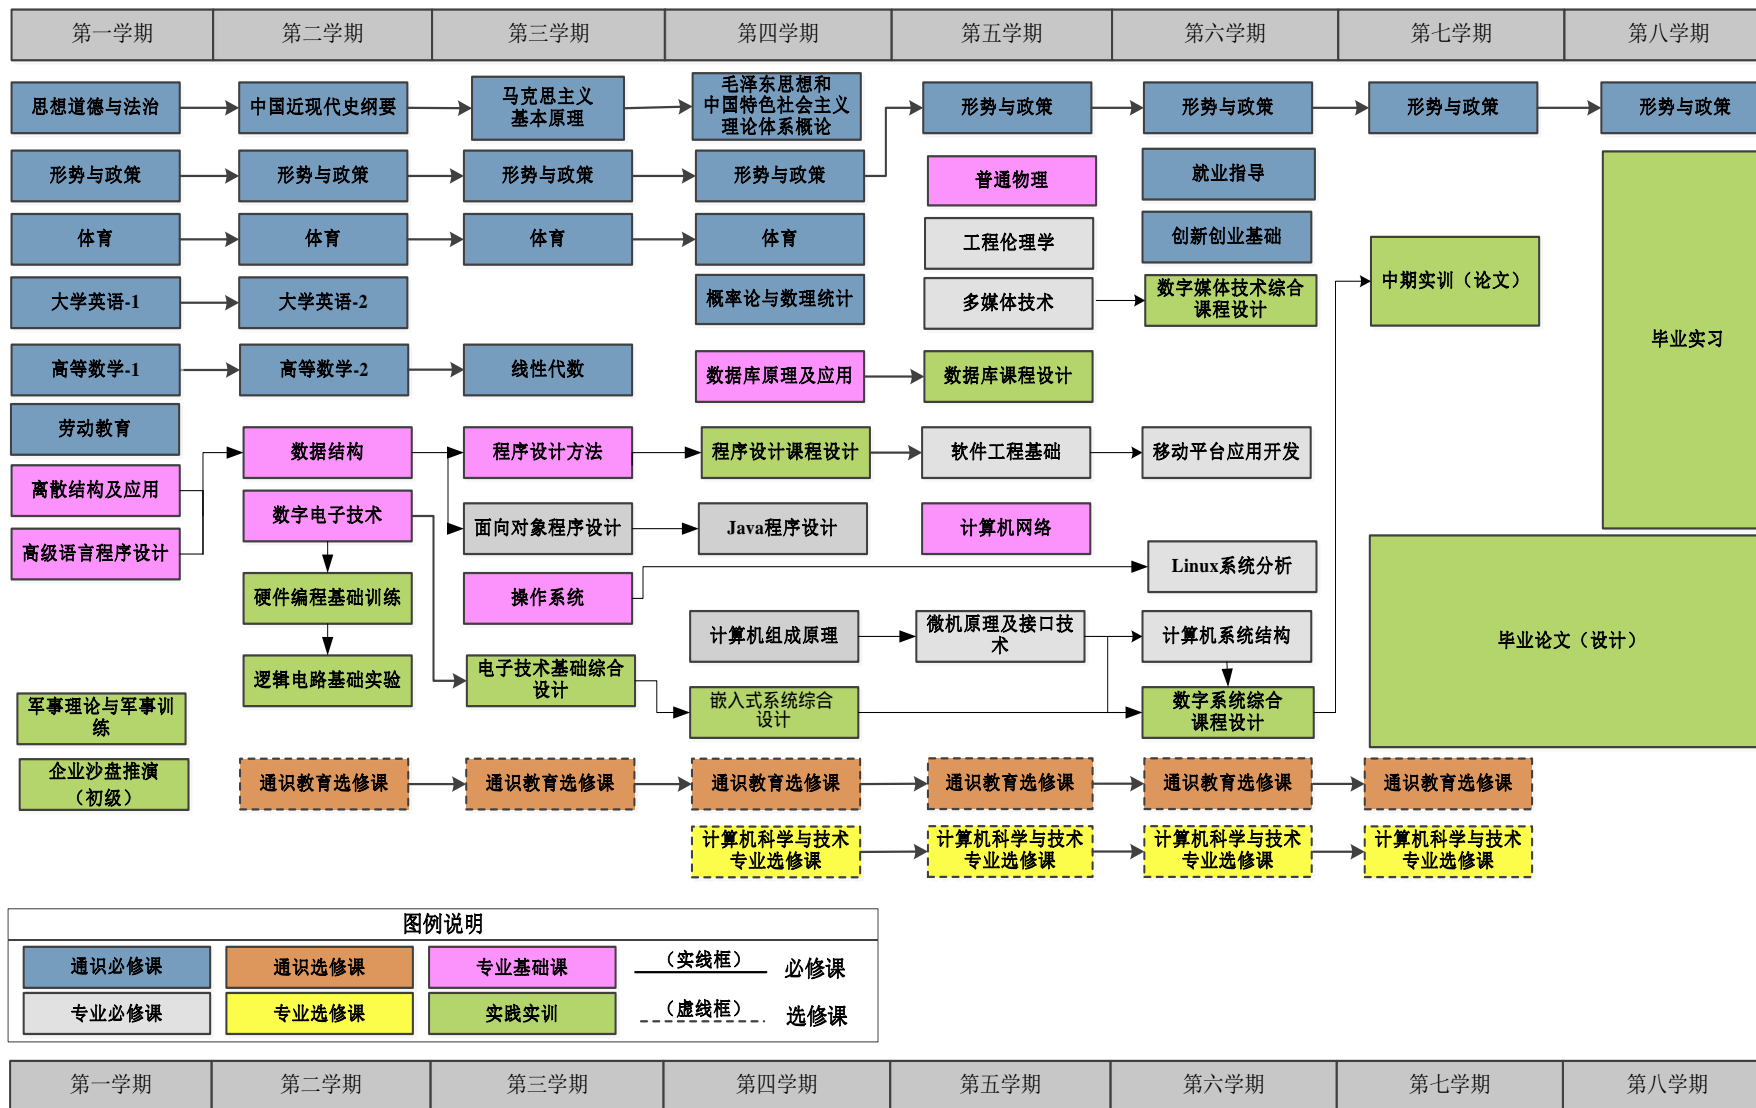 第一学期 第二学期 第三学期 第四学期 第五学期 第六学期 第七学期 第八学期
思想道德与法治
中国近现代史纲要
马克思主义
基本原理
毛泽东思想和
中国特色社会主义
理论体系概论
形势与政策
形势与政策
形势与政策
形势与政策
形势与政策
形势与政策
形势与政策
形势与政策
普通物理
就业指导
体育
体育
体育
体育
工程伦理学
创新创业基础
大学英语-1
大学英语-2
概率论与数理统计
多媒体技术
数字媒体技术综合
课程设计
中期实训（论文）
毕业实习
高等数学-1
高等数学-2
线性代数
数据库原理及应用
数据库课程设计
劳动教育
数据结构
程序设计方法
程序设计课程设计
软件工程基础
移动平台应用开发
离散结构及应用
数字电子技术
面向对象程序设计
Java程序设计
计算机网络
高级语言程序设计
Linux系统分析
硬件编程基础训练
操作系统
计算机组成原理
微机原理及接口技
术
计算机系统结构
毕业论文（设计）
逻辑电路基础实验
电子技术基础综合
设计
嵌入式系统综合
设计
数字系统综合
课程设计
军事理论与军事训
练
企业沙盘推演
（初级）
通识教育选修课
通识教育选修课
通识教育选修课
通识教育选修课
通识教育选修课
通识教育选修课
计算机科学与技术
专业选修课
计算机科学与技术
专业选修课
计算机科学与技术
专业选修课
计算机科学与技术
专业选修课
图例说明
通识必修课
通识选修课
专业基础课
（实线框）
必修课
专业必修课
专业选修课
实践实训
（虚线框）
选修课
第一学期 第二学期 第三学期 第四学期 第五学期 第六学期 第七学期 第八学期